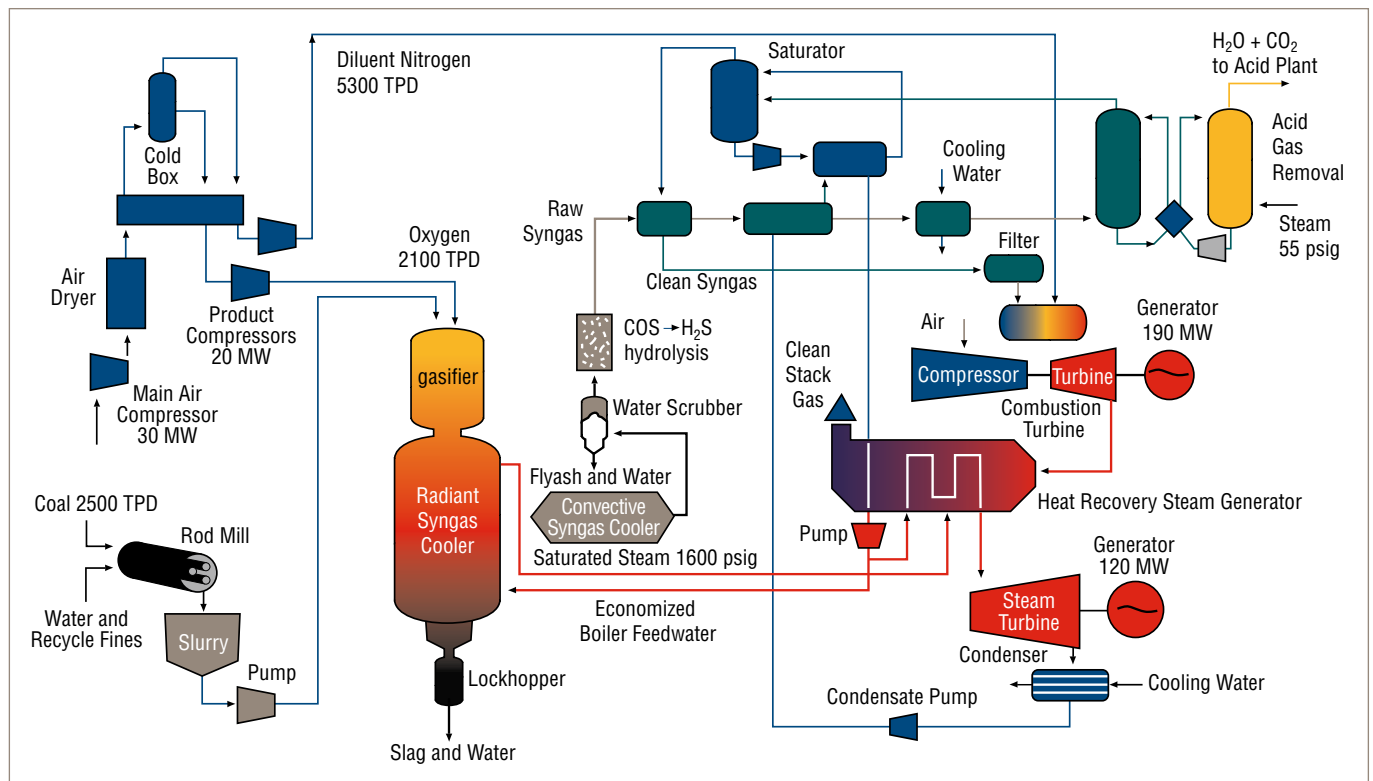 Diluent Nitrogen
5300 TPD
Cold
Box
Air
Dryer
Main Air
Compressor
30 MW
Product
Compressors
20 MW
Oxygen
2100 TPD
Coal 2500 TPD
Rod Mill
Water and
Recycle Fines
Slurry
Pump
gasifier
Radiant
Syngas
Cooler
Lockhopper
Slag and Water
Saturator
Raw
Syngas
Cooling
Water
Clean Syngas
Filter
COS → H₂S
hydrolysis
Water Scrubber
Flyash and Water
Convective
Syngas Cooler
Saturated Steam 1600 psig
Economized
Boiler Feedwater
H₂O + CO₂
to Acid Plant
Acid
Gas
Removal
Steam
55 psig
Air
Compressor
Turbine
Combustion
Turbine
Generator
190 MW
Clean
Stack
Gas
Heat Recovery Steam Generator
Pump
Generator
120 MW
Steam
Turbine
Condenser
Cooling Water
Condensate Pump